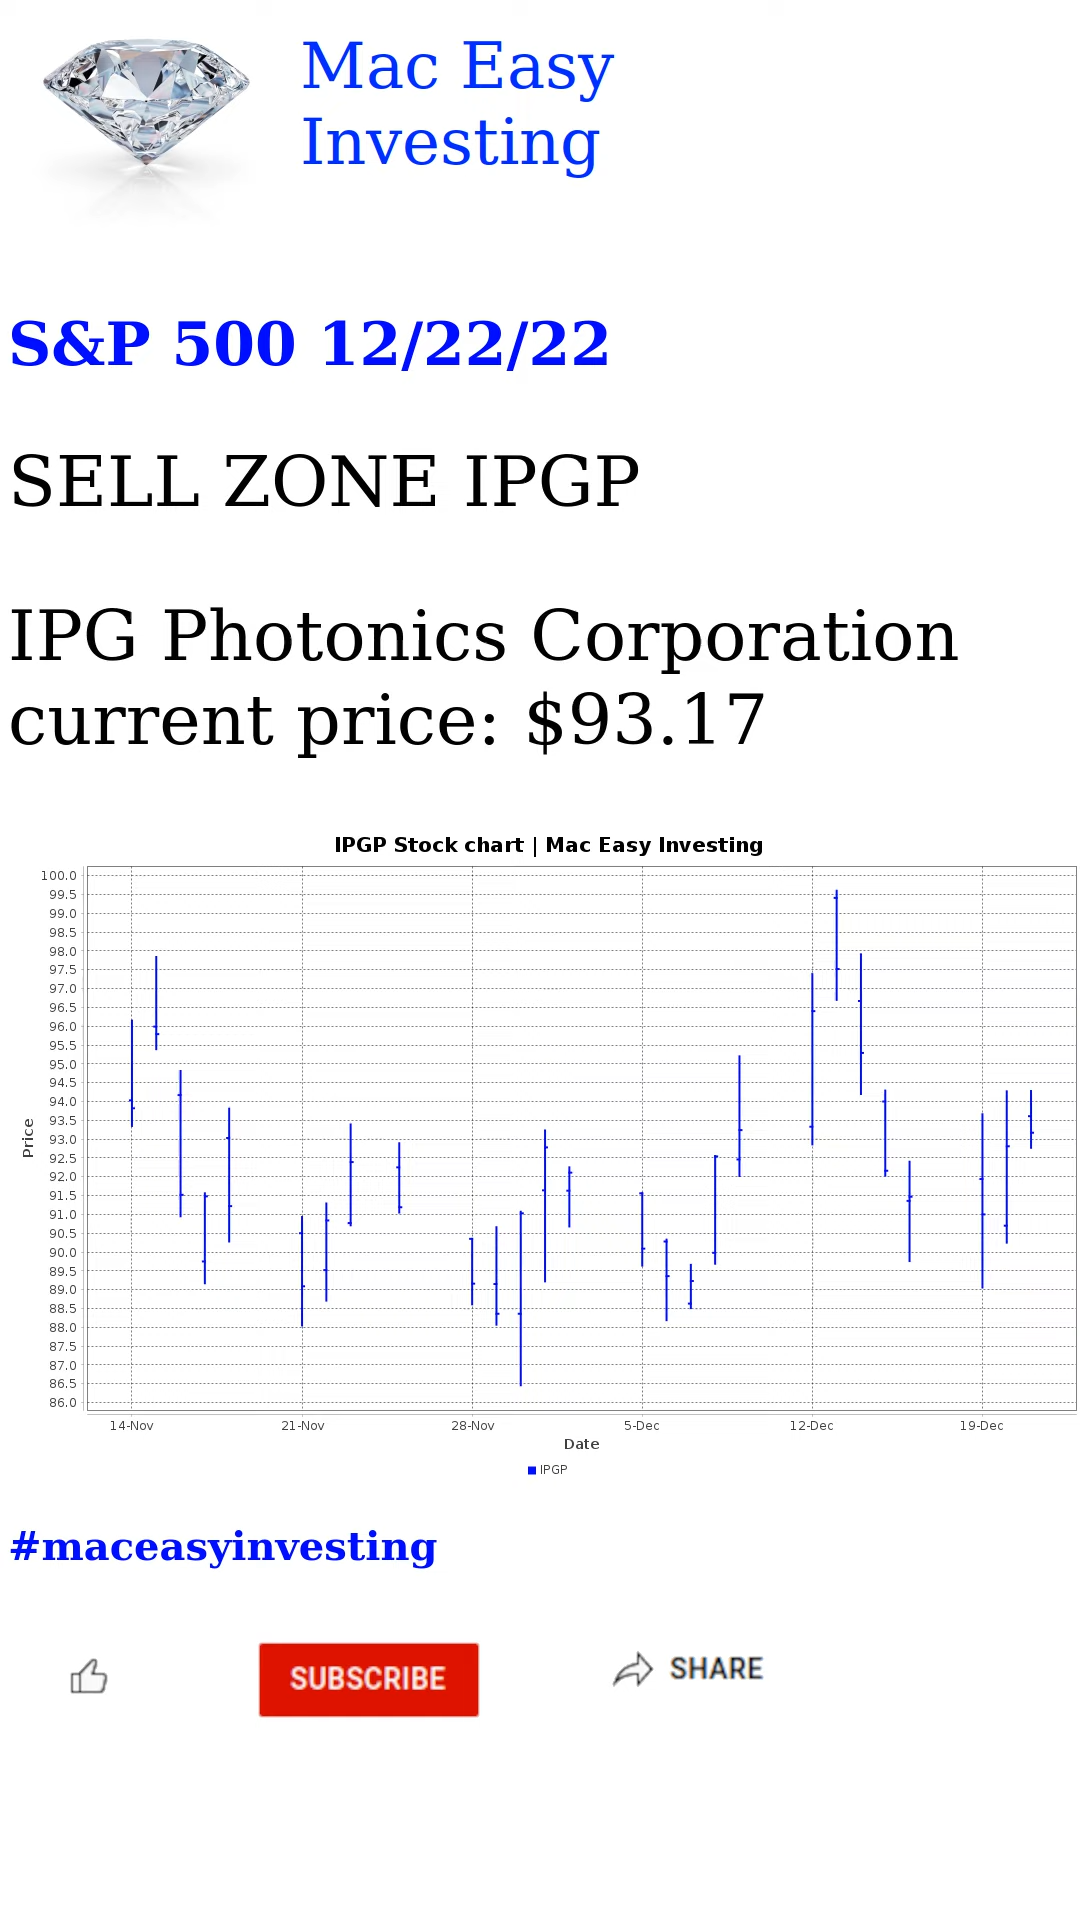 Mac Easy
Investing
S&P 500 12/22/22
SELL ZONE IPGP
IPG Photonics Corporation
current price: $93.17
IPGP Stock chart | Mac Easy Investing
100.0
99.5
99.0
98.5
98.0
97.5
97.0
96.5
96.0
95.5
95.0
94.5
94.0
93.5
93.0
92.5
92.0
91.5
91.0
90.5
90.0
89.5
89.0
88.5
88.0
87.5
87.0
86.5
86.0
Price
14-Nov 21-Nov 28-Nov 5-Dec 12-Dec 19-Dec
Date
IPGP
#maceasyinvesting
SUBSCRIBE SHARE